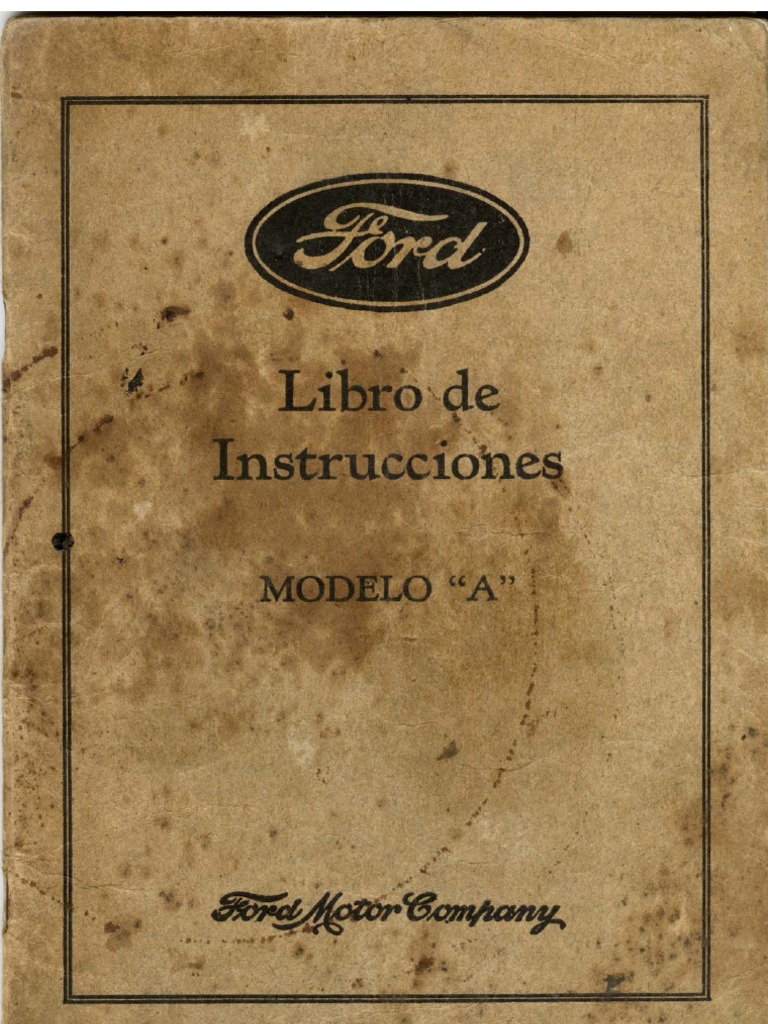 Ford
Libro de
Instrucciones
MODELO “A”
Ford Motor Company